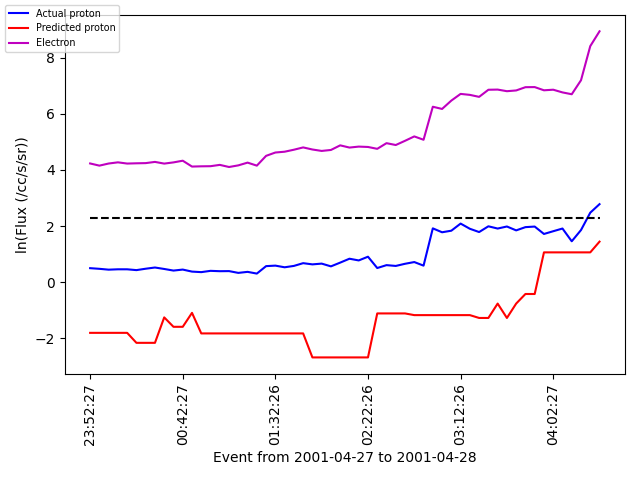 Actual proton
Predicted proton
Electron
ln(Flux (/cc/s/sr))
8
6
4
2
0
−2
23:52:27
00:42:27
01:32:26
02:22:26
03:12:26
04:02:27
Event from 2001-04-27 to 2001-04-28